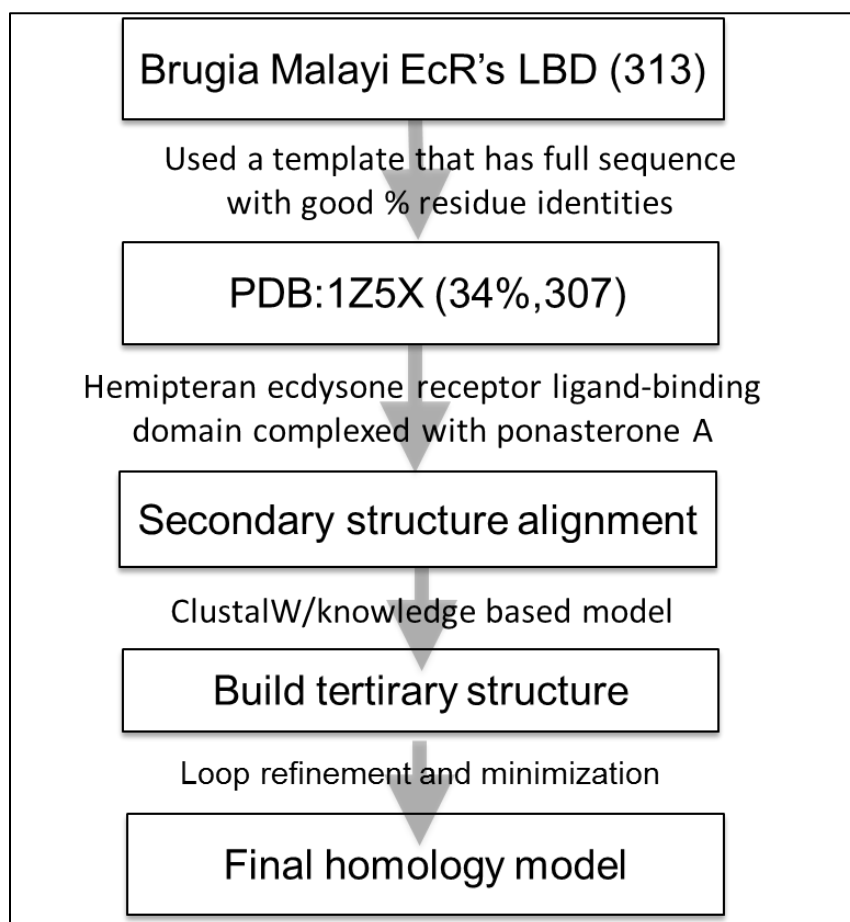 Brugia Malayi EcR's LBD (313)
Used a template that has full sequence
with good % residue identities
PDB:1Z5X (34%,307)
Hemipteran ecdysone receptor ligand-binding
domain complexed with ponasterone A
Secondary structure alignment
ClustalW/knowledge based model
Build tertirary structure
Loop refinement and minimization
Final homology model